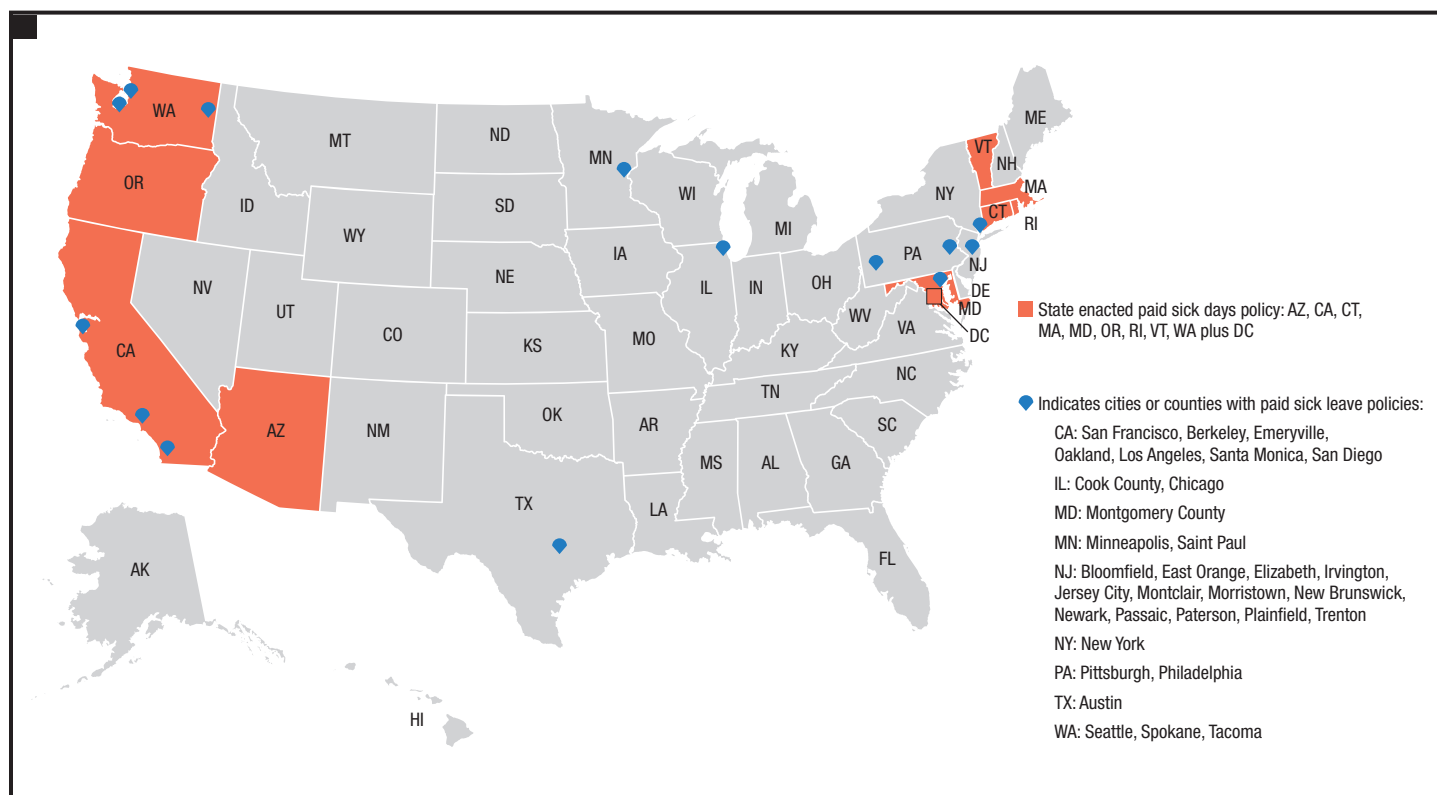 WA
MT
ND
MN
ME
VT
NH
OR
ID
SD
WI
NY
MA
CT
RI
WY
MI
IA
PA
NE
NJ
NV
IL
IN
OH
DE
UT
MD
CO
WV
VA
DC
CA
KS
MO
KY
NC
TN
OK
AZ
NM
AR
SC
MS
AL
GA
TX
LA
FL
AK
HI
State enacted paid sick days policy: AZ, CA, CT,
MA, MD, OR, RI, VT, WA plus DC
Indicates cities or counties with paid sick leave policies:
CA: San Francisco, Berkeley, Emeryville,
Oakland, Los Angeles, Santa Monica, San Diego
IL: Cook County, Chicago
MD: Montgomery County
MN: Minneapolis, Saint Paul
NJ: Bloomfield, East Orange, Elizabeth, Irvington,
Jersey City, Montclair, Morristown, New Brunswick,
Newark, Passaic, Paterson, Plainfield, Trenton
NY: New York
PA: Pittsburgh, Philadelphia
TX: Austin
WA: Seattle, Spokane, Tacoma